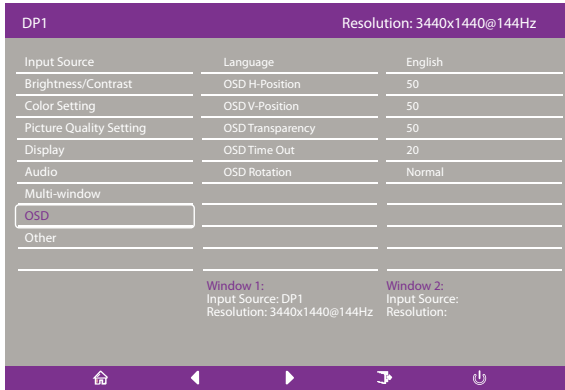 DP1 Resolution: 3440x1440@144Hz
Input Source Language English
Brightness/Contrast OSD H-Position 50
Color Setting OSD V-Position 50
Picture Quality Setting OSD Transparency 50
Display OSD Time Out 20
Audio OSD Rotation Normal
Multi-window
OSD
Other
Window 1: Window 2:
Input Source: DP1 Input Source:
Resolution: 3440x1440@144Hz Resolution: